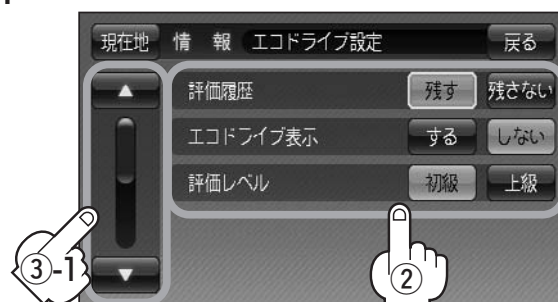 現在地 情 報 エコドライブ設定 戻る
▲ 評価履歴 残す 残さない
エコドライブ表示 する しない
評価レベル 初級 上級
③-1 ▼ ②